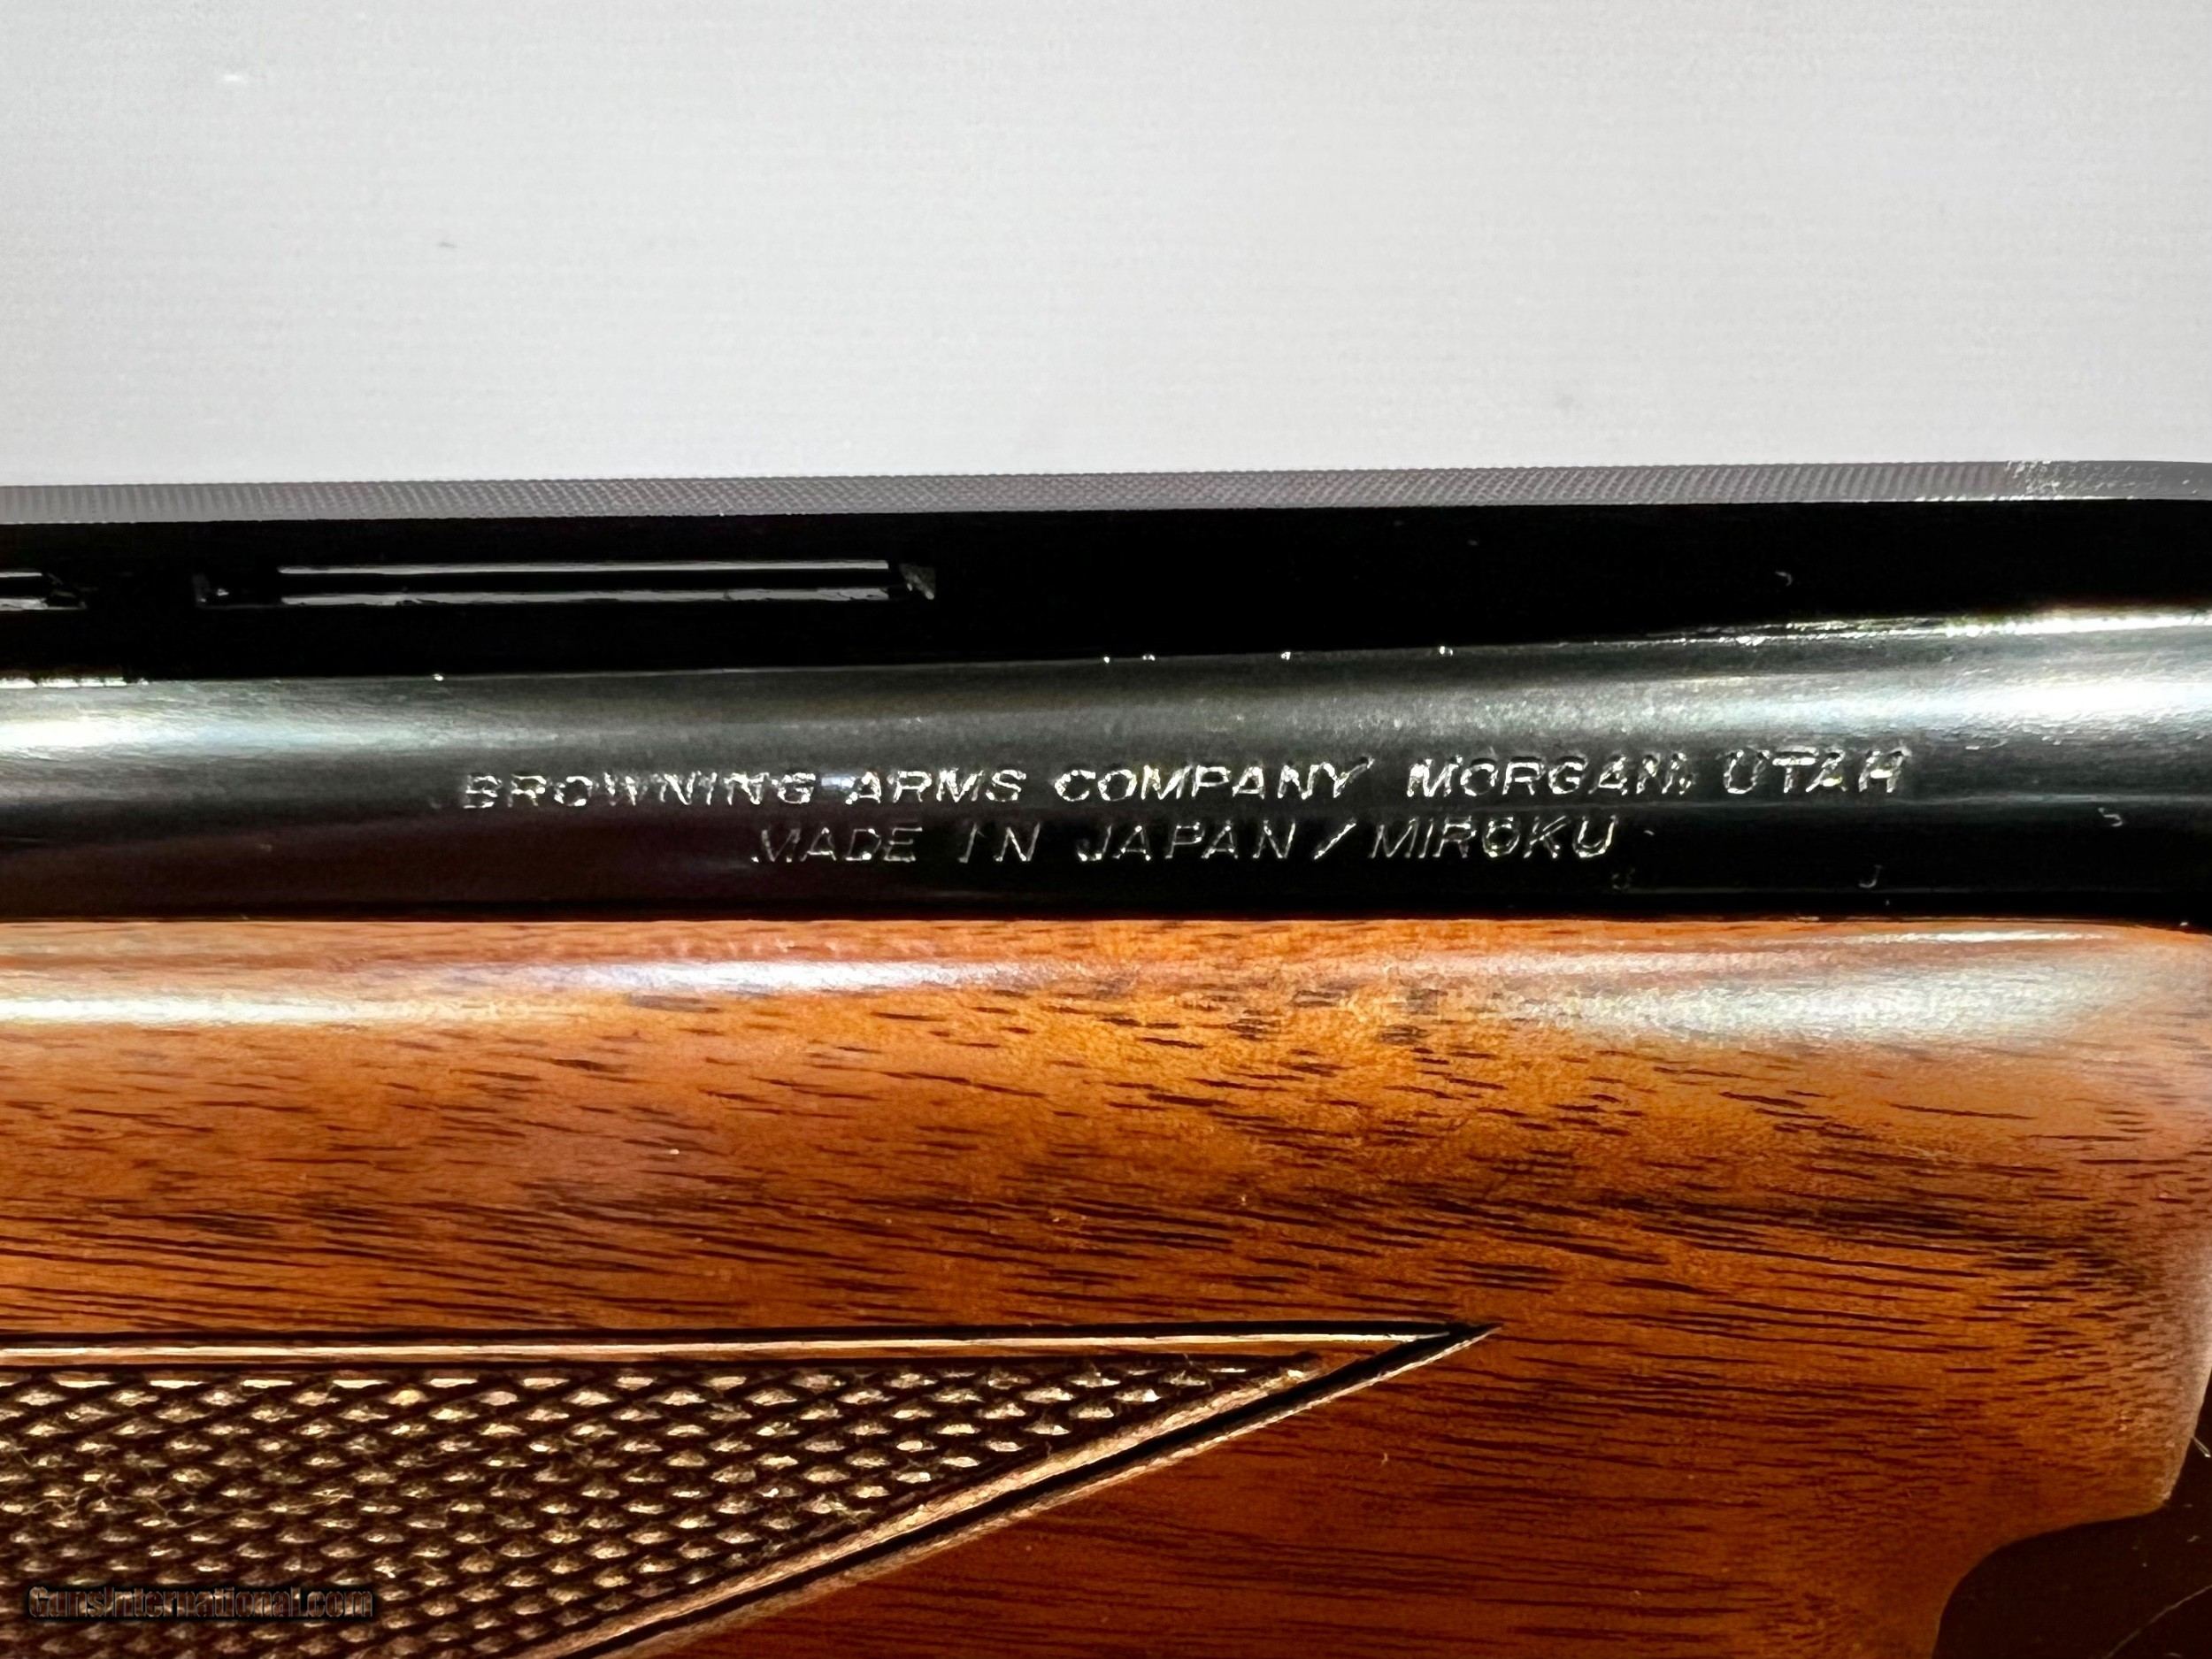 BROWNING ARMS COMPANY MORGAN, UTAH
MADE IN JAPAN/MIROKU
GunsInternational.com